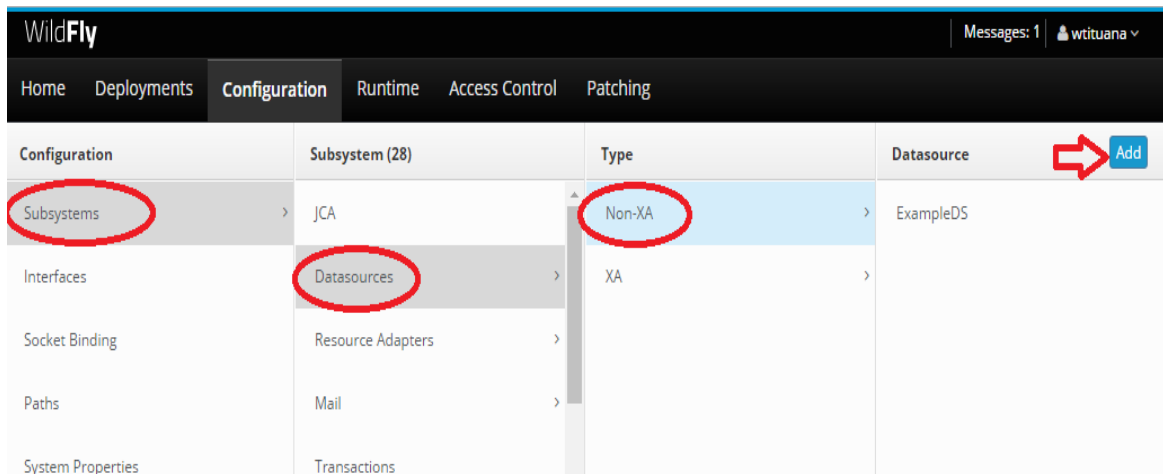 WildFly
Messages: 1 wtituana
Home Deployments Configuration Runtime Access Control Patching
Configuration Subsystem (28) Type Datasource Add
Subsystems JCA Non-XA ExampleDS
Interfaces Datasources XA
Socket Binding Resource Adapters
Paths Mail
System Properties Transactions